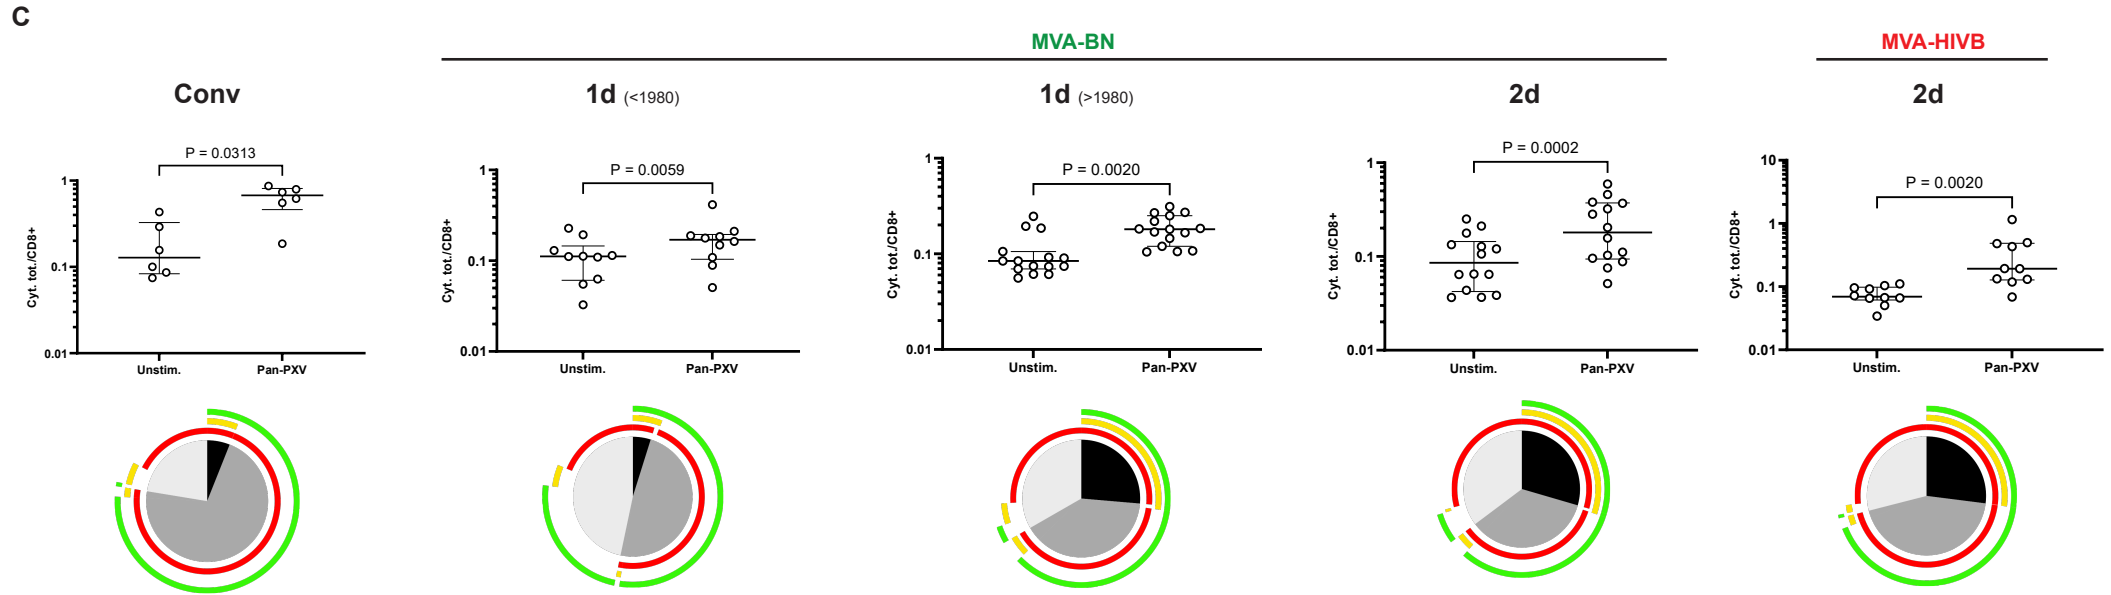 C
MVA-BN
MVA-HIVB
Conv
1d (<1980)
1d (>1980)
2d
2d
P = 0.0313
1
0.1
0.01
Cyt. tot./CD8+
Unstim.
Pan-PXV
P = 0.0059
1
0.1
0.01
Cyt. tot./CD8+
Unstim.
Pan-PXV
P = 0.0020
1
0.1
0.01
Cyt. tot./CD8+
Unstim.
Pan-PXV
P = 0.0002
1
0.1
0.01
Cyt. tot./CD8+
Unstim.
Pan-PXV
P = 0.0020
10
1
0.1
0.01
Cyt. tot./CD8+
Unstim.
Pan-PXV